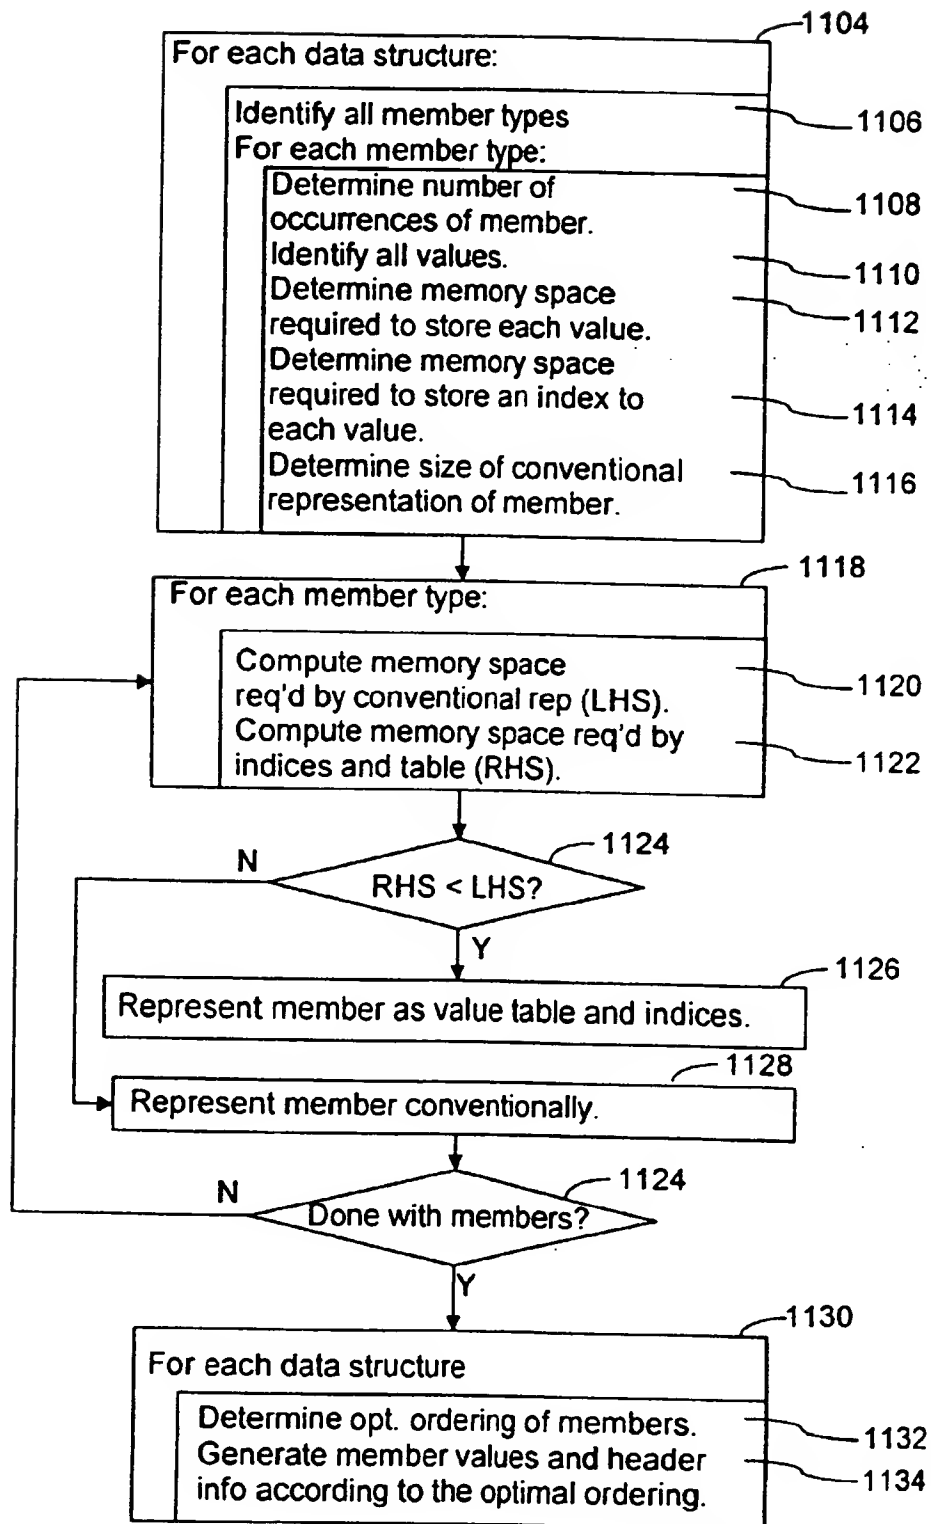 1104
For each data structure:
Identify all member types
1106
For each member type:
Determine number of
1108
occurrences of member.
Identify all values.
1110
Determine memory space
1112
required to store each value.
Determine memory space
required to store an index to
1114
each value.
Determine size of conventional
1116
representation of member.
1118
For each member type:
Compute memory space
1120
req'd by conventional rep (LHS).
Compute memory space req'd by
1122
indices and table (RHS).
1124
N
RHS < LHS?
Y
1126
Represent member as value table and indices.
1128
Represent member conventionally.
1124
N
Done with members?
Y
1130
For each data structure
Determine opt. ordering of members.
1132
Generate member values and header
1134
info according to the optimal ordering.